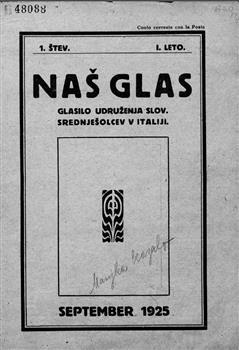 48088
Conto corrente con la Posta
1. ŠTEV. I. LETO.
NAŠ GLAS
GLASILO UDRUŽENJA SLOV.
SREDNJEŠOLCEV V ITALIJI.
SEPTEMBER 1925